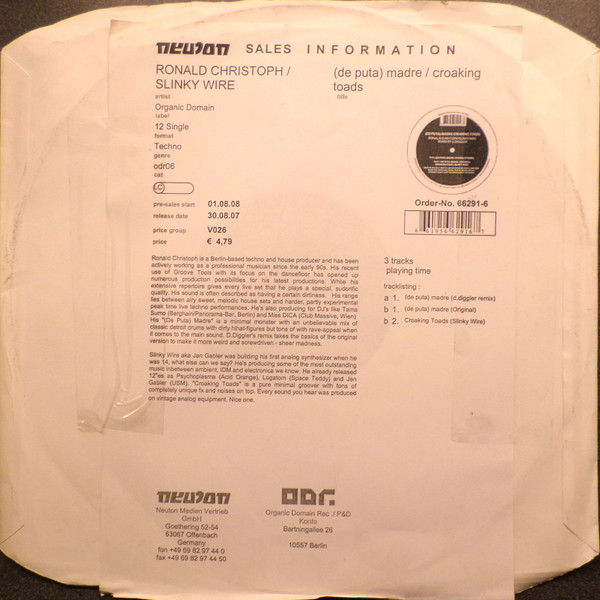 neuton SALES INFORMATION
RONALD CHRISTOPH /
SLINKY WIRE
artist
(de puta) madre / croaking
toads
title
Organic Domain
label
12 Single
format
Techno
genre
odr06
cat
LC
Order-No. 66291-6
pre-sales start 01.08.08
release date 30.08.07
price group V026
price € 4,79
Ronald Christoph is a Berlin-based techno and house producer and has been
actively working as a professional musician since the early 90s. His recent
use of Groove Tools with its focus on the dancefloor has opened up
numerous production possibilities for his latest productions. While his
extensive repertoire gives every live set that he plays a special, sudorific
quality. His sound is often described as having a certain dirtiness. His range
lies between airy sweet, melodic house sets and harder, partly experimental
peak time live techno performances. He's also producing for DJ's like Tama
Sumo (Berghain/Panorama-Bar, Berlin) and Miss DICA (Club Massive, Wien)
His "(De Puta) Madre" is a minimal monster with an unbelievable mix of
classic detroit drums with dirty hihat-figures but tons of with rave-appeal when
it comes to the main sound. D.Diggler's remix takes the basics of the original
version to make it more weird and screwdriven - sheer madness.
Slinky Wire aka Jan Gabler was building his first analog synthesizer when he
was 14, what else can we say? He's producing some of the most outstanding
music inbetween ambient, IDM and electronica we know. He already released
12"es as Psychoplasma (Acid Orange), Logatom (Space Teddy) and Jan
Gabler (USM). "Croaking Toads" is a pure minimal groover with tons of
completely unique fx and noises on top. Every sound you hear was produced
on vintage analog equipment. Nice one.
3 tracks
playing time
tracklisting :
a 1. (de puta) madre (d.diggler remix)
b 1. (de puta) madre (Original)
b 2. Croaking Toads (Slinky Wire)
neuton
Neuton Medien Vertrieb
GmbH
Goethering 52-54
63067 Offenbach
Germany
fon +49 69 82 97 44 0
fax +49 69 82 97 44 50
odr.
Organic Domain Rec ./ P&D
Konto
Bartningallee 26
10557 Berlin